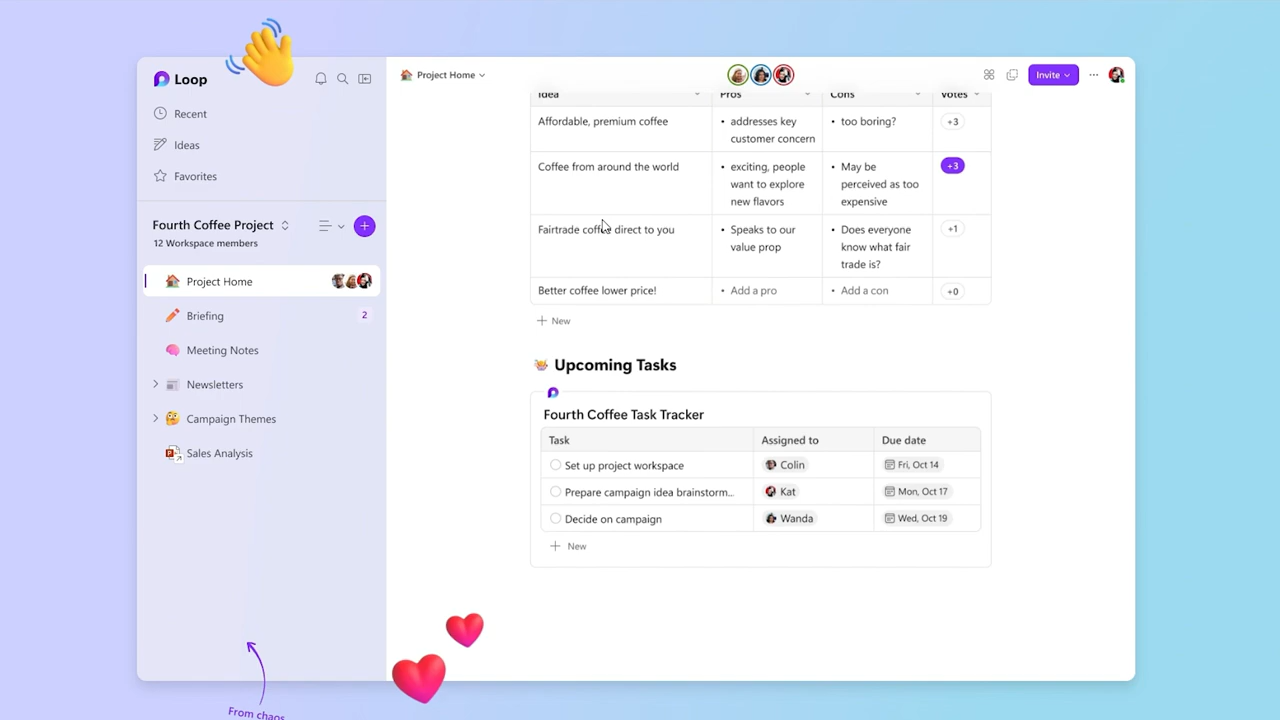 Loop
Recent
Ideas
Favorites
Fourth Coffee Project
12 Workspace members
Project Home
Briefing
2
Meeting Notes
Newsletters
Campaign Themes
Sales Analysis
From chaos
Project Home
Invite
Idea
Pros
Cons
Votes
Affordable, premium coffee
• addresses key
customer concern
• too boring?
+3
Coffee from around the world
• exciting, people
want to explore
new flavors
• May be
perceived as too
expensive
+3
Fairtrade coffee direct to you
• Speaks to our
value prop
• Does everyone
know what fair
trade is?
+1
Better coffee lower price!
• Add a pro
• Add a con
+0
+ New
Upcoming Tasks
Fourth Coffee Task Tracker
Task
Assigned to
Due date
Set up project workspace
Colin
Fri, Oct 14
Prepare campaign idea brainstorm...
Kat
Mon, Oct 17
Decide on campaign
Wanda
Wed, Oct 19
+ New